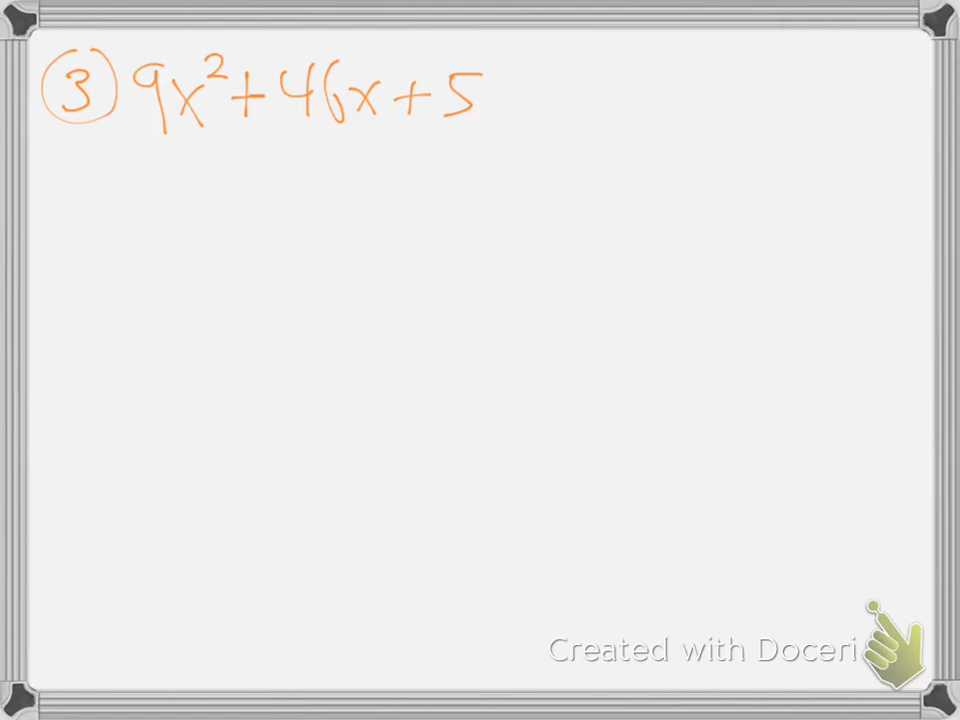 ③ 9x² + 46x + 5
Created with Doceri